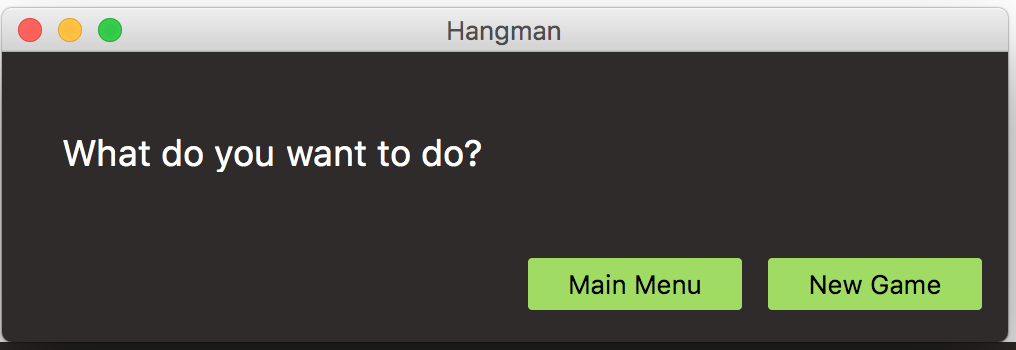 Hangman
What do you want to do?
Main Menu
New Game